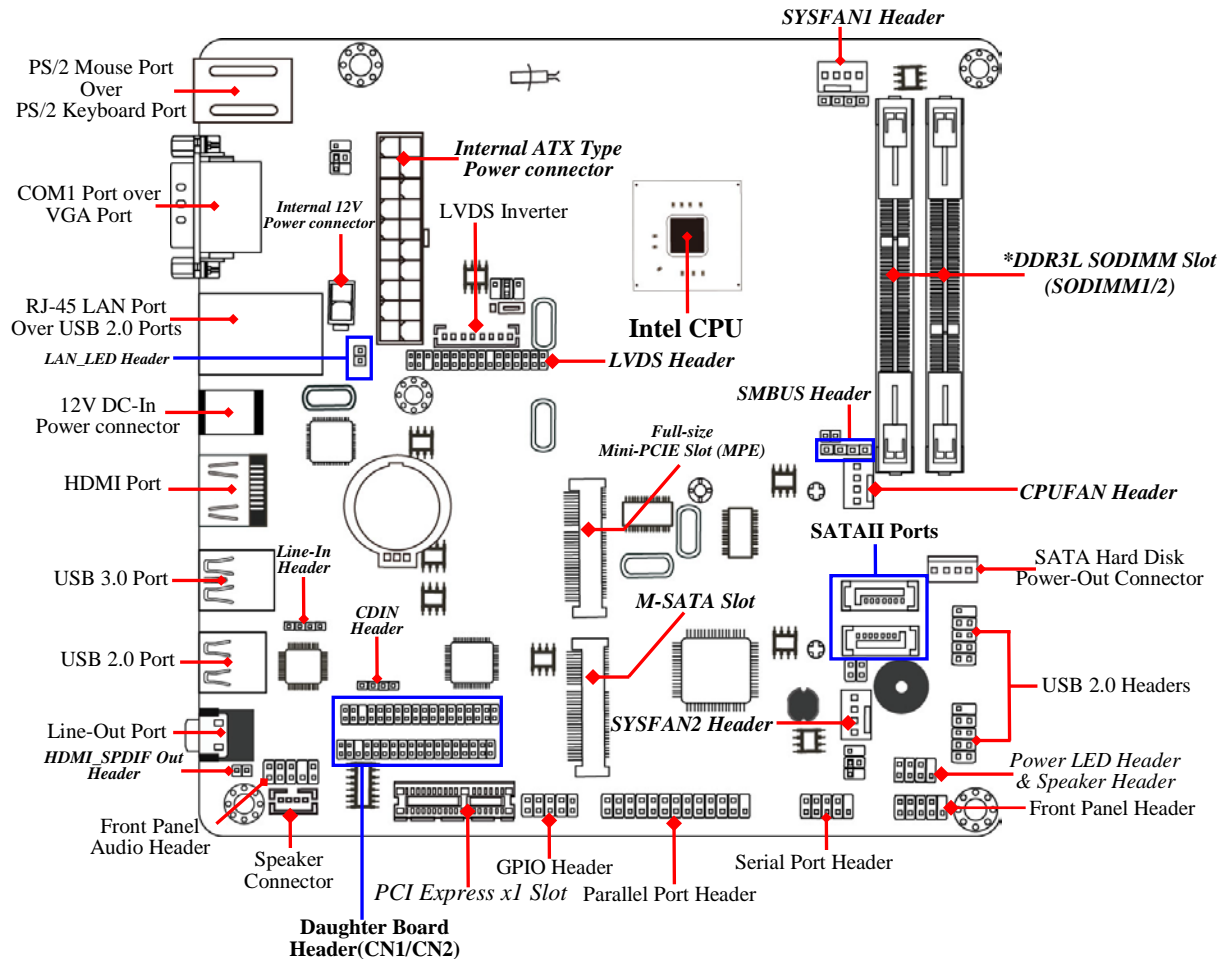 SYSFAN1 Header
PS/2 Mouse Port
Over
PS/2 Keyboard Port
Internal ATX Type
Power connector
COM1 Port over
VGA Port
Internal 12V
Power connector
LVDS Inverter
*DDR3L SODIMM Slot
(SODIMM1/2)
RJ-45 LAN Port
Over USB 2.0 Ports
Intel CPU
LAN_LED Header
LVDS Header
SMBUS Header
12V DC-In
Power connector
Full-size
Mini-PCIE Slot (MPE)
HDMI Port
CPUFAN Header
SATAII Ports
Line-In
Header
USB 3.0 Port
SATA Hard Disk
Power-Out Connector
M-SATA Slot
CDIN
Header
USB 2.0 Port
USB 2.0 Headers
SYSFAN2 Header
Line-Out Port
HDMI_SPDIF Out
Header
Power LED Header
& Speaker Header
Front Panel Header
Front Panel
Audio Header
Speaker
Connector
GPIO Header
Serial Port Header
PCI Express x1 Slot
Parallel Port Header
Daughter Board
Header(CN1/CN2)